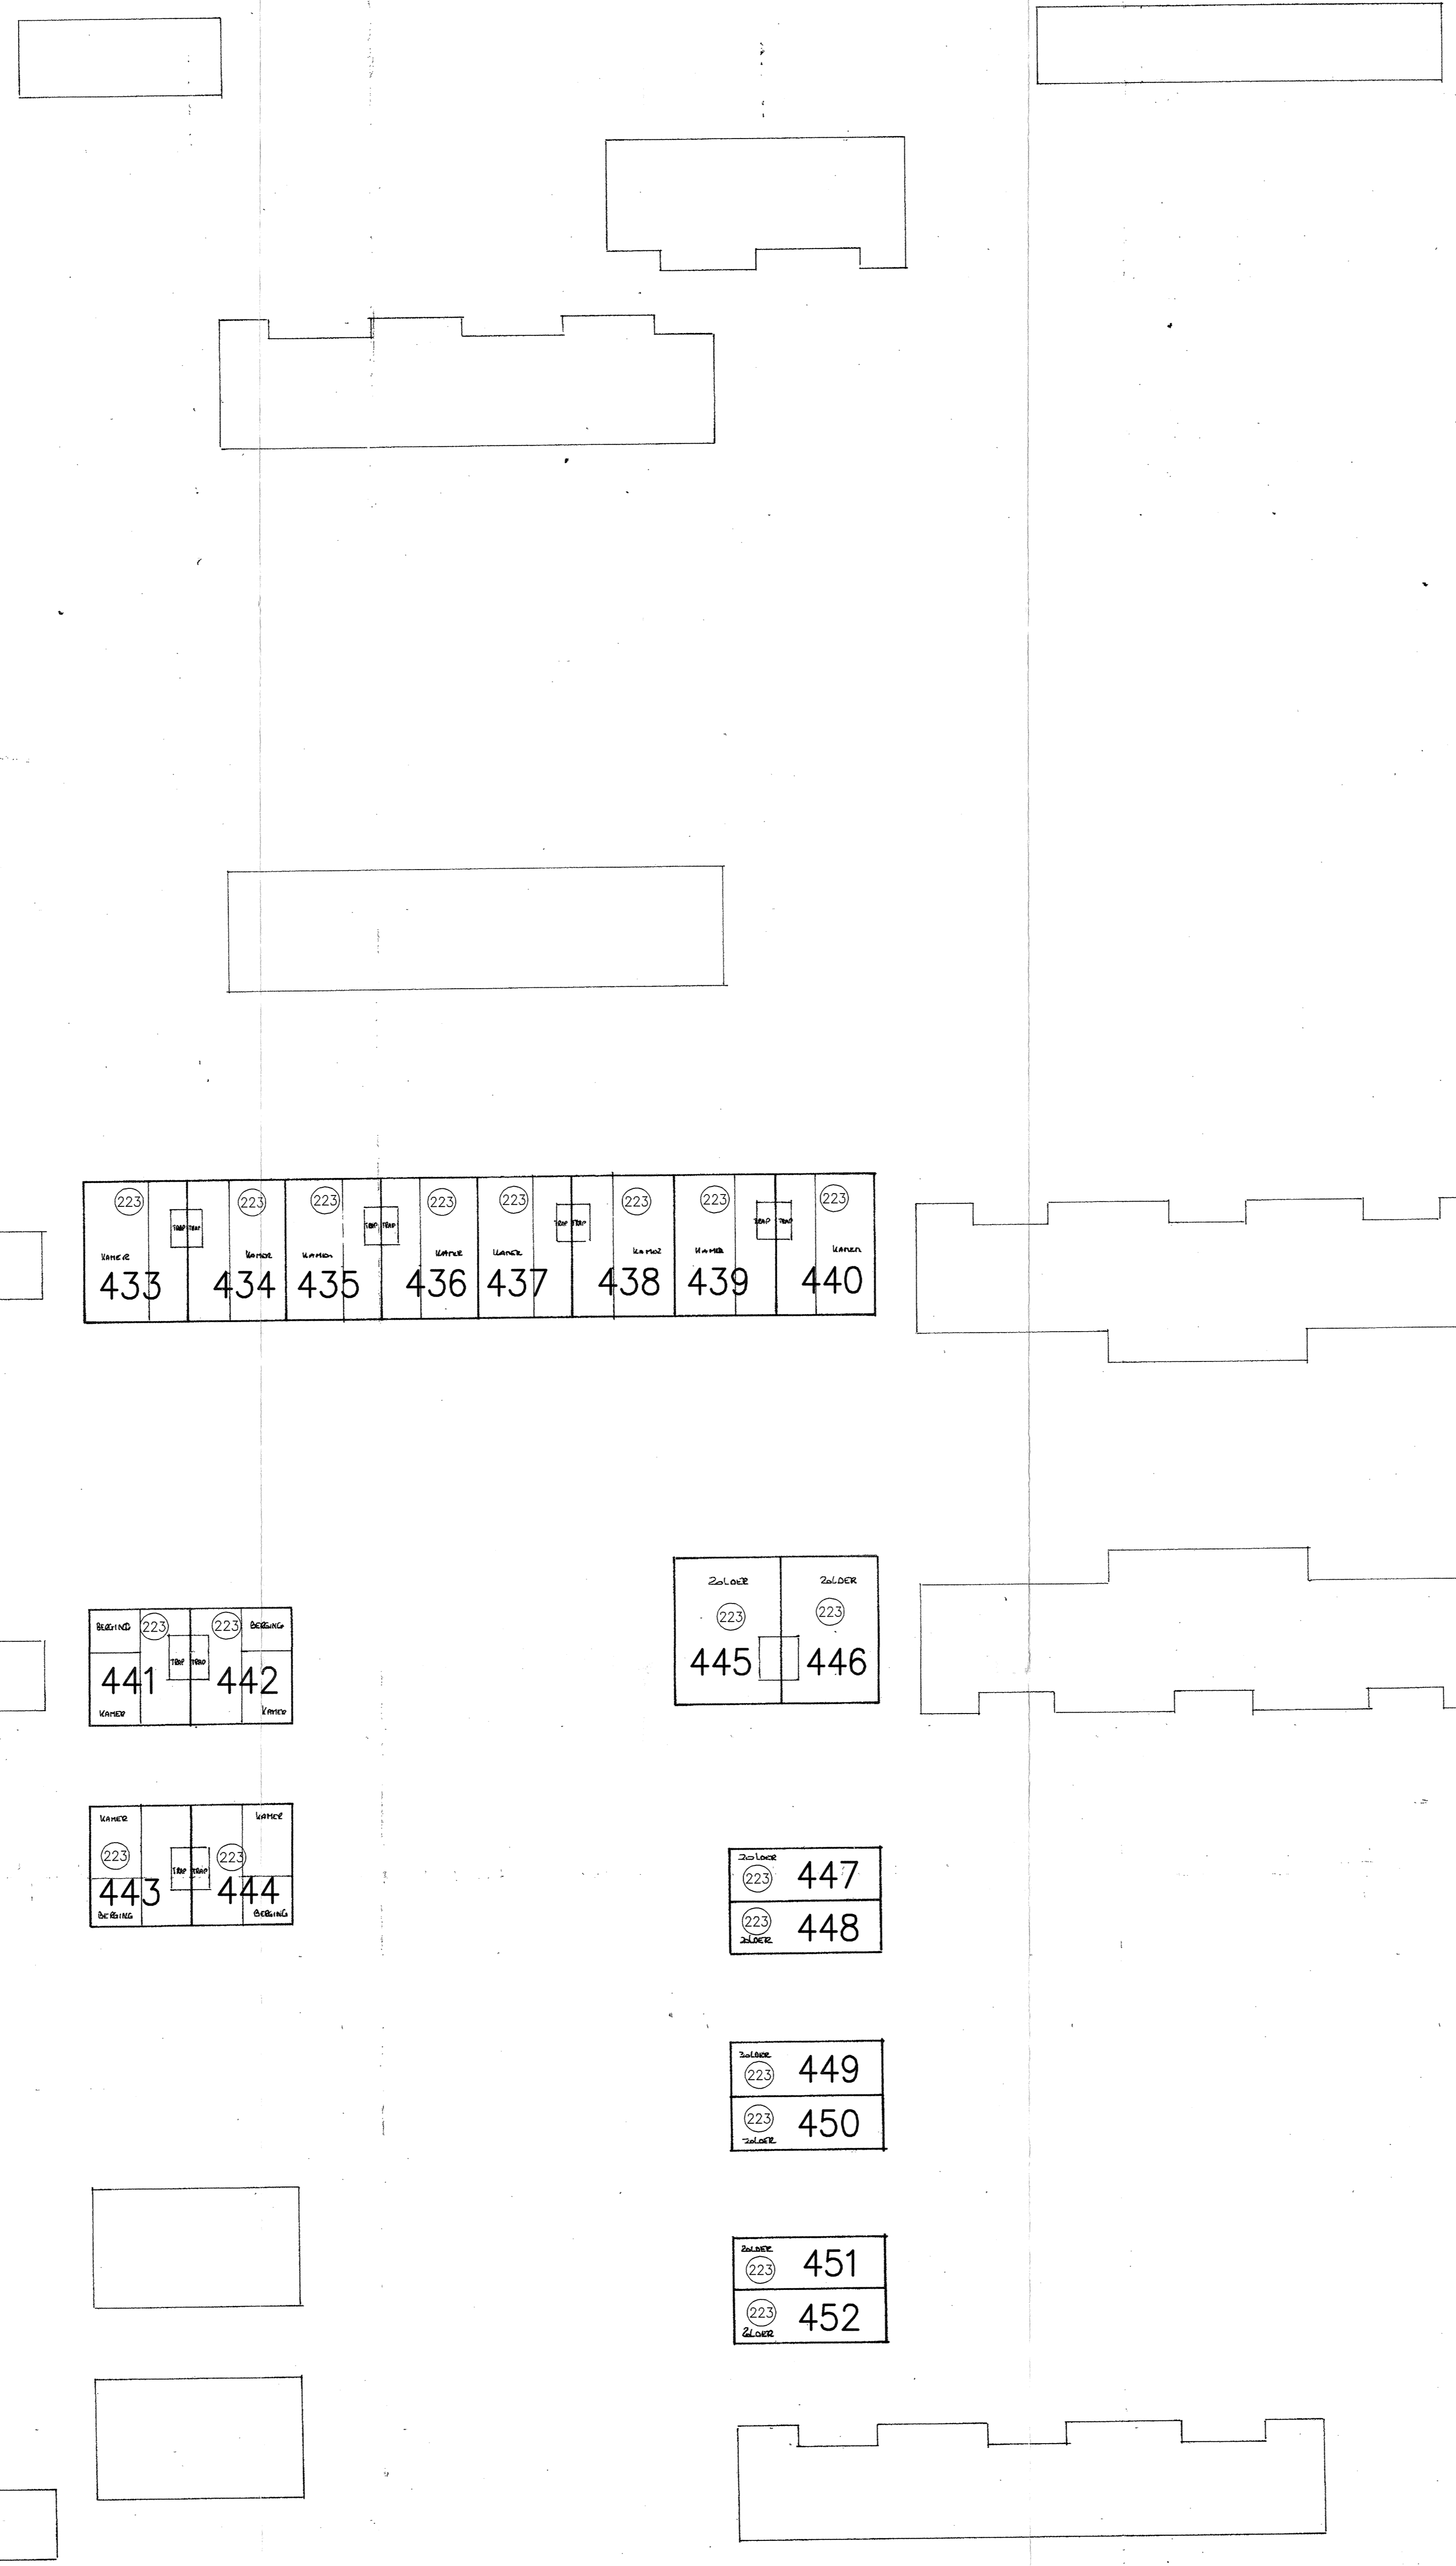 223 223 223 223 223 223 223 223
TRAP TRAP TRAP TRAP TRAP TRAP TRAP TRAP
KAMER KAMER KAMER KAMER KAMER KAMER KAMER KAMER
433 434 435 436 437 438 439 440
ZOLDER ZOLDER
223 223
445 446
BERGING 223 223 BERGING
TRAP TRAP
441 442
KAMER KAMER
KAMER KAMER
223 223
TRAP TRAP
443 444
BERGING BERGING
ZOLDER
223 447
223 448
ZOLDER
ZOLDER
223 449
223 450
ZOLDER
ZOLDER
223 451
223 452
ZOLDER